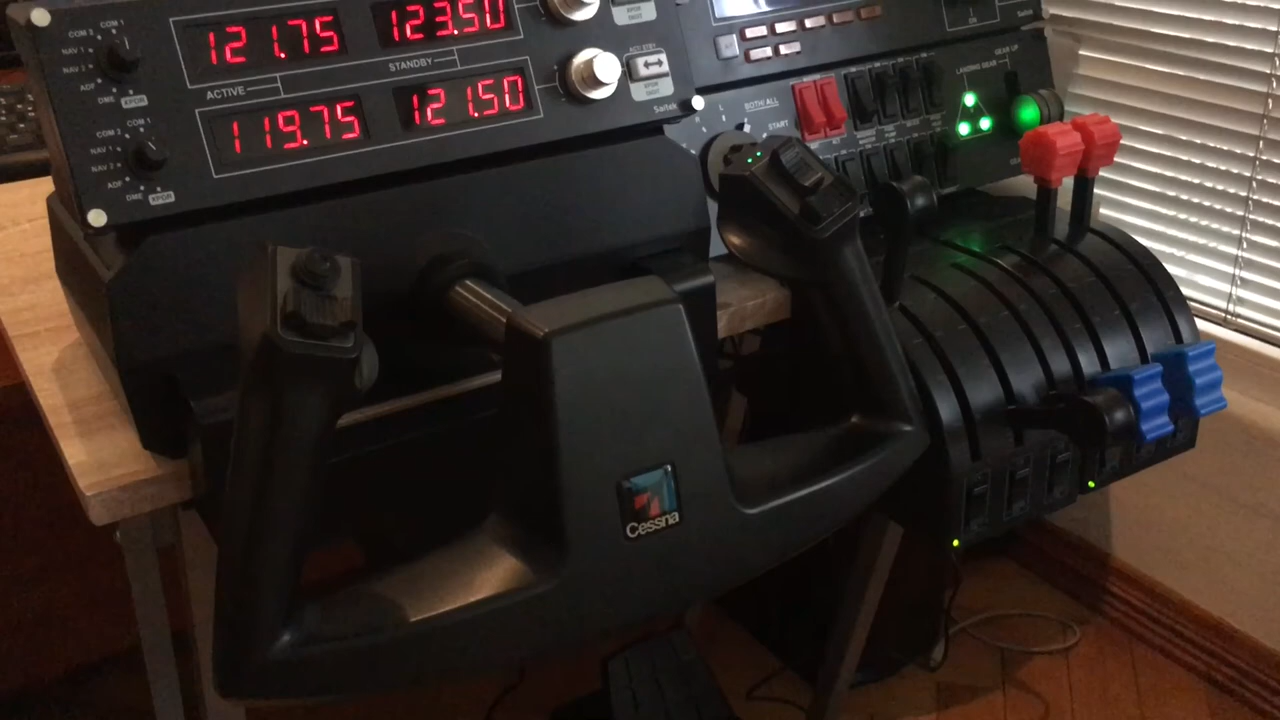 COM 1
COM 2
NAV 1
NAV 2
ADF
DME
XPDR
121.75
123.50
ACTIVE
STANDBY
COM 1
COM 2
NAV 1
NAV 2
ADF
DME
XPDR
119.75
121.50
ACT/ STBY
Saitek
Saitek
L
BOTH/ALL
START
ALT
GEAR UP
LANDING GEAR
Cessna